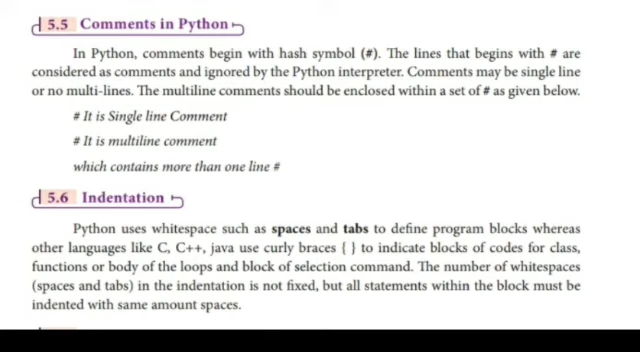 5.5 Comments in Python
In Python, comments begin with hash symbol (#). The lines that begins with # are
considered as comments and ignored by the Python interpreter. Comments may be single line
or no multi-lines. The multiline comments should be enclosed within a set of # as given below.
# It is Single line Comment
# It is multiline comment
which contains more than one line #
5.6 Indentation
Python uses whitespace such as spaces and tabs to define program blocks whereas
other languages like C, C++, java use curly braces { } to indicate blocks of codes for class,
functions or body of the loops and block of selection command. The number of whitespaces
(spaces and tabs) in the indentation is not fixed, but all statements within the block must be
indented with same amount spaces.